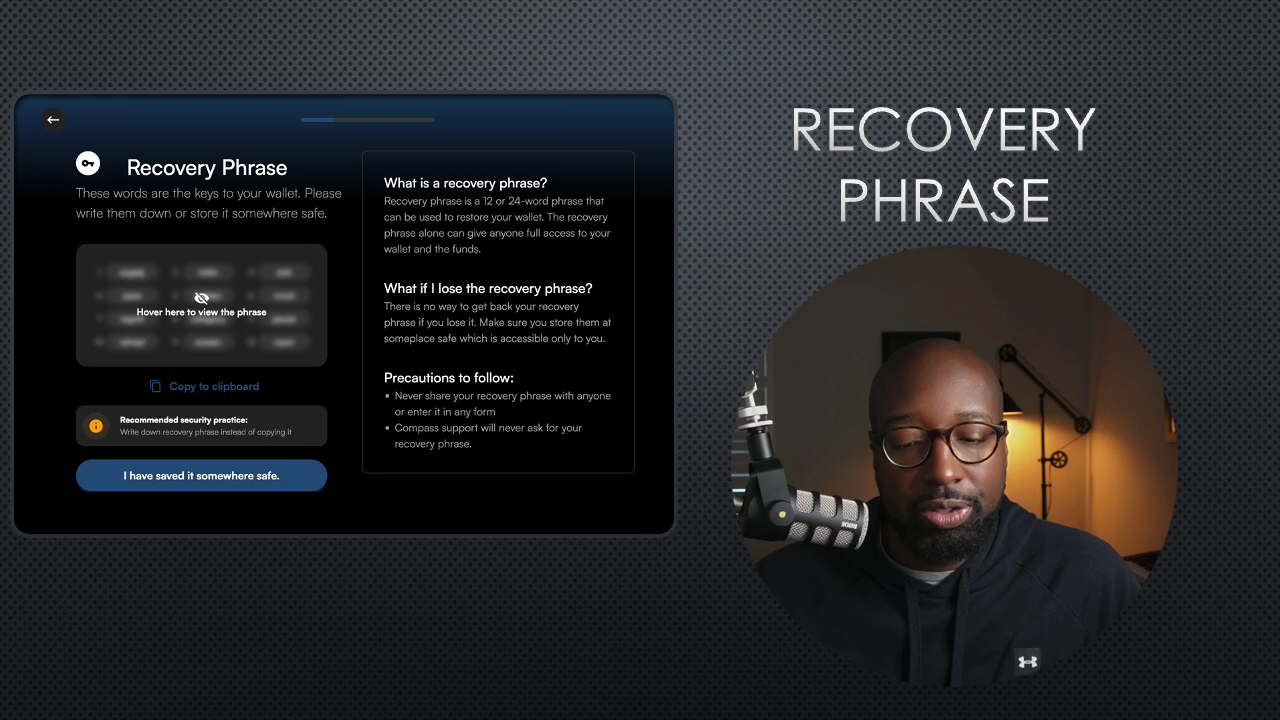 RECOVERY
PHRASE
Recovery Phrase
These words are the keys to your wallet. Please
write them down or store it somewhere safe.
Hover here to view the phrase
Copy to clipboard
Recommended security practice:
Write down recovery phrase instead of copying it
I have saved it somewhere safe.
What is a recovery phrase?
Recovery phrase is a 12 or 24-word phrase that
can be used to restore your wallet. The recovery
phrase alone can give anyone full access to your
wallet and the funds.
What if I lose the recovery phrase?
There is no way to get back your recovery
phrase if you lose it. Make sure you store them at
someplace safe which is accessible only to you.
Precautions to follow:
• Never share your recovery phrase with anyone
or enter it in any form
• Compass support will never ask for your
recovery phrase.
RODE